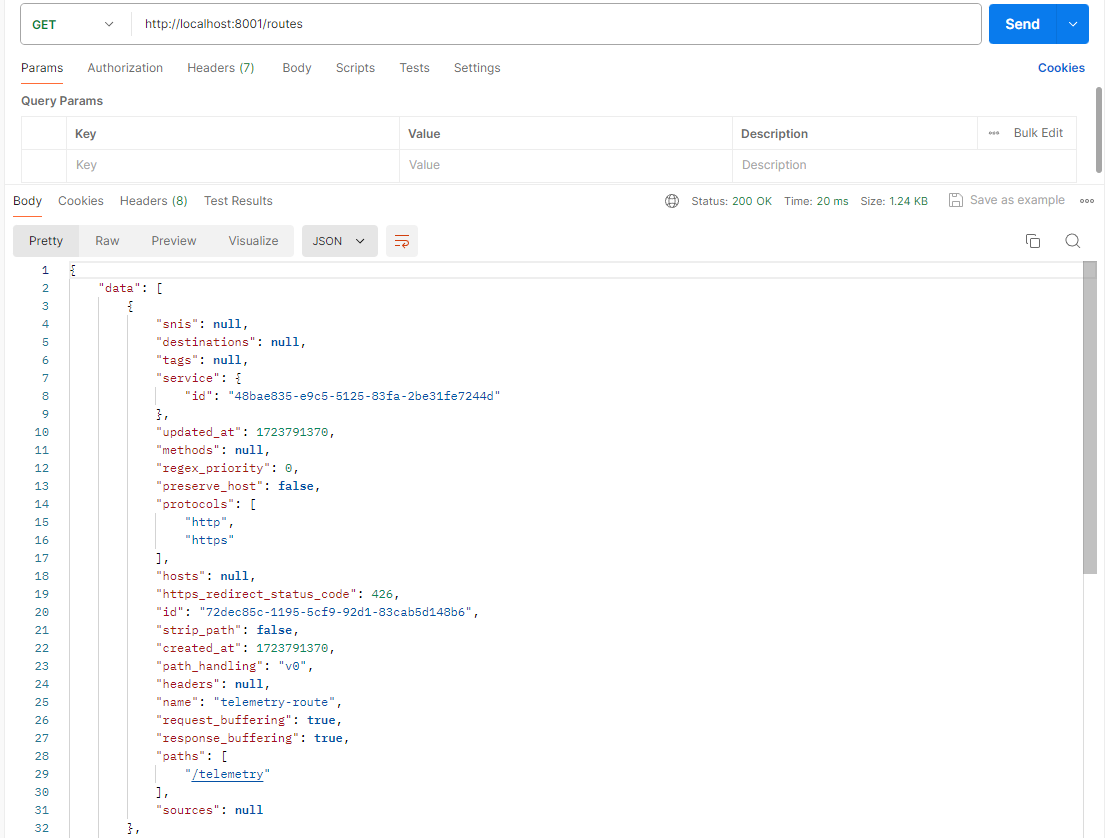 GET http://localhost:8001/routes Send
Params Authorization Headers (7) Body Scripts Tests Settings Cookies
Query Params
Key Value Description Bulk Edit
Key Value Description
Body Cookies Headers (8) Test Results Status: 200 OK Time: 20 ms Size: 1.24 KB Save as example
Pretty Raw Preview Visualize JSON
1 {
2 "data": [
3 {
4 "snis": null,
5 "destinations": null,
6 "tags": null,
7 "service": {
8 "id": "48bae835-e9c5-5125-83fa-2be31fe7244d"
9 },
10 "updated_at": 1723791370,
11 "methods": null,
12 "regex_priority": 0,
13 "preserve_host": false,
14 "protocols": [
15 "http",
16 "https"
17 ],
18 "hosts": null,
19 "https_redirect_status_code": 426,
20 "id": "72dec85c-1195-5cf9-92d1-83cab5d148b6",
21 "strip_path": false,
22 "created_at": 1723791370,
23 "path_handling": "v0",
24 "headers": null,
25 "name": "telemetry-route",
26 "request_buffering": true,
27 "response_buffering": true,
28 "paths": [
29 "/telemetry"
30 ],
31 "sources": null
32 },